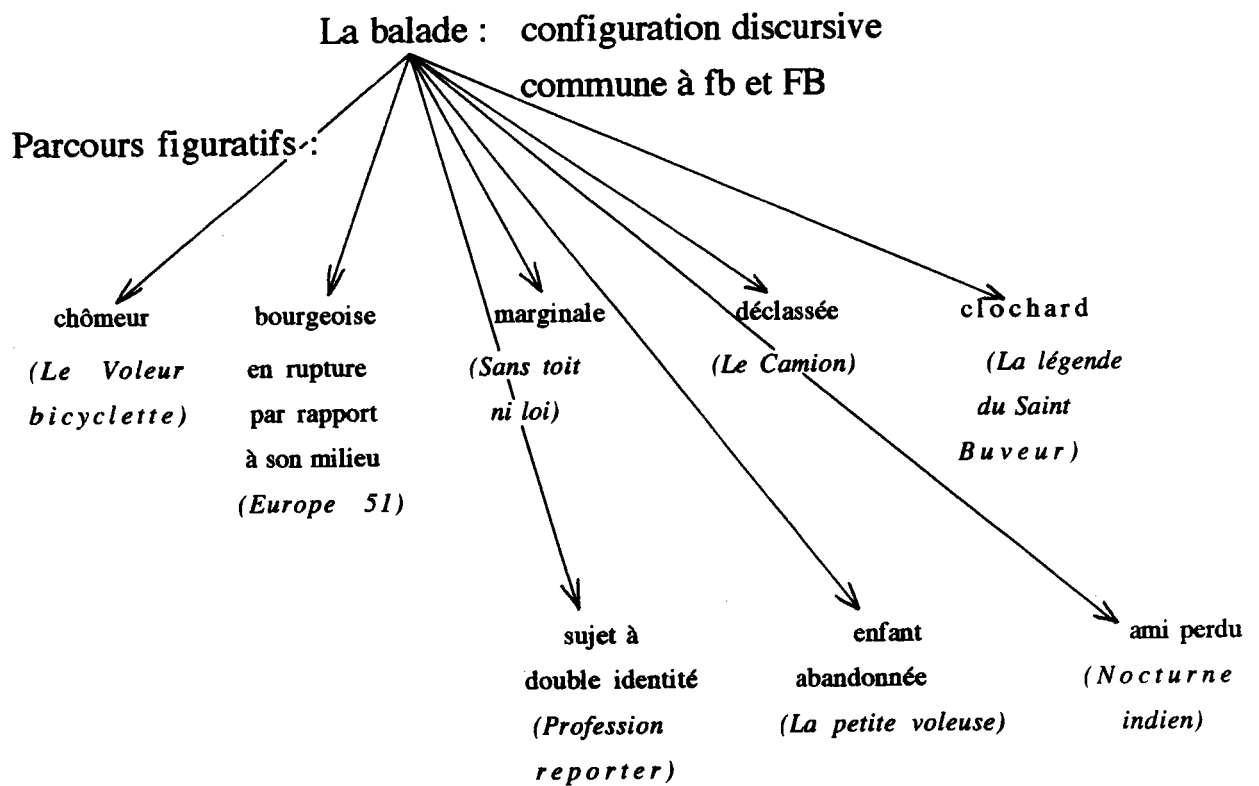 La balade : configuration discursive
commune à fb et FB
Parcours figuratifs :
chômeur
(Le Voleur
bicyclette)
bourgeoise
en rupture
par rapport
à son milieu
(Europe 51)
marginale
(Sans toit
ni loi)
déclassée
(Le Camion)
clochard
(La légende
du Saint
Buveur)
sujet à
double identité
(Profession
reporter)
enfant
abandonnée
(La petite voleuse)
ami perdu
(Nocturne
indien)